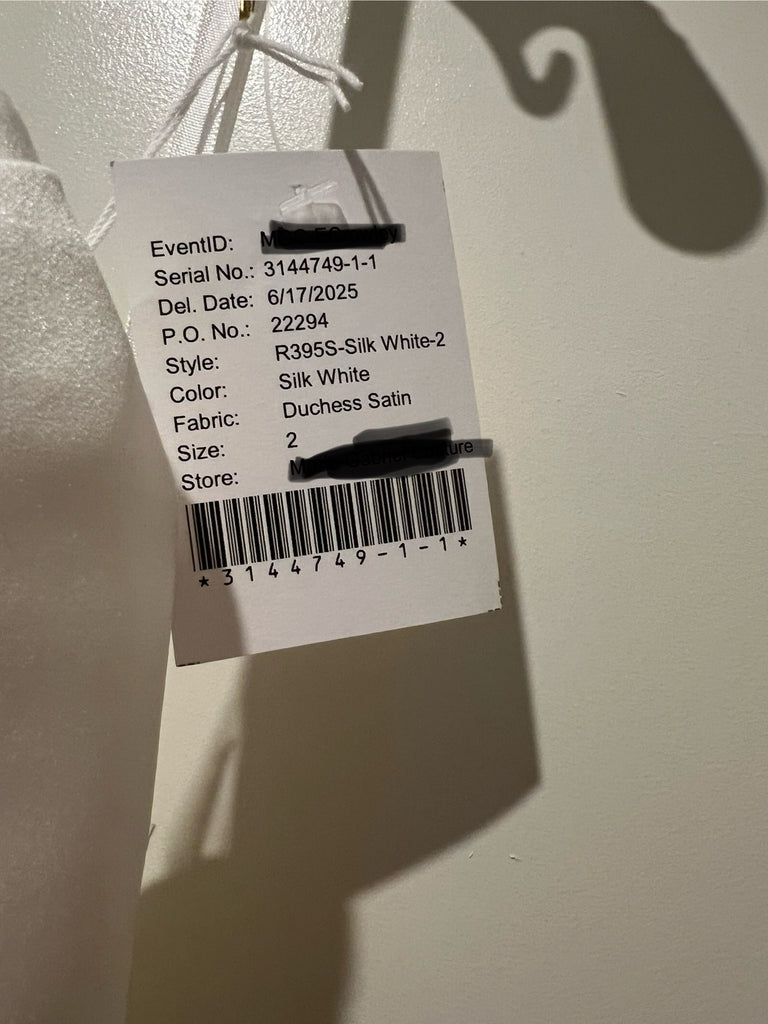 EventID:
Serial No.: 3144749-1-1
Del. Date: 6/17/2025
P.O. No.: 22294
Style: R395S-Silk White-2
Color: Silk White
Fabric: Duchess Satin
Size: 2
Store:
*3144749-1-1*